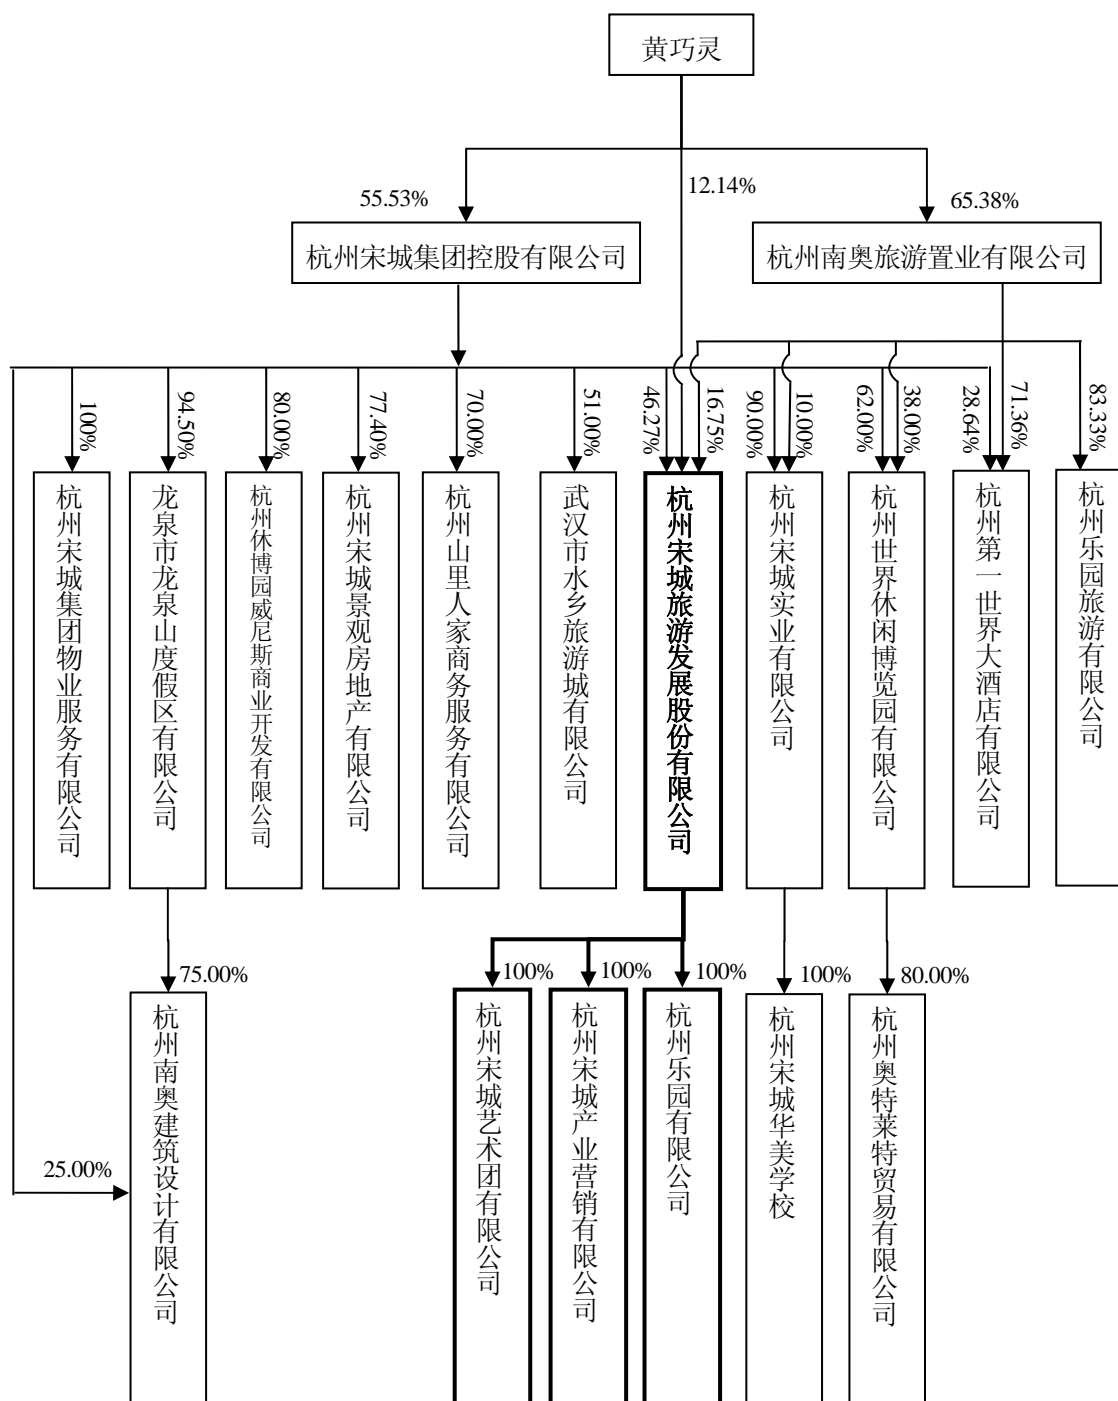 黄巧灵
55.53%
12.14%
65.38%
杭州宋城集团控股有限公司
杭州南奥旅游置业有限公司
100%
94.50%
80.00%
77.40%
70.00%
51.00%
46.27%
16.75%
90.00%
10.00%
62.00%
38.00%
28.64%
71.36%
83.33%
杭州宋城集团物业服务有限公司
龙泉市龙泉山度假区有限公司
杭州休博园威尼斯商业开发有限公司
杭州宋城景观房地产有限公司
杭州山里人家商务服务有限公司
武汉市水乡旅游城有限公司
杭州宋城旅游发展股份有限公司
杭州宋城实业有限公司
杭州世界休闲博览园有限公司
杭州第一世界大酒店有限公司
杭州乐园旅游有限公司
75.00%
100%
100%
100%
100%
80.00%
25.00%
杭州南奥建筑设计有限公司
杭州宋城艺术团有限公司
杭州宋城产业营销有限公司
杭州乐园有限公司
杭州宋城华美学校
杭州奥特莱特贸易有限公司